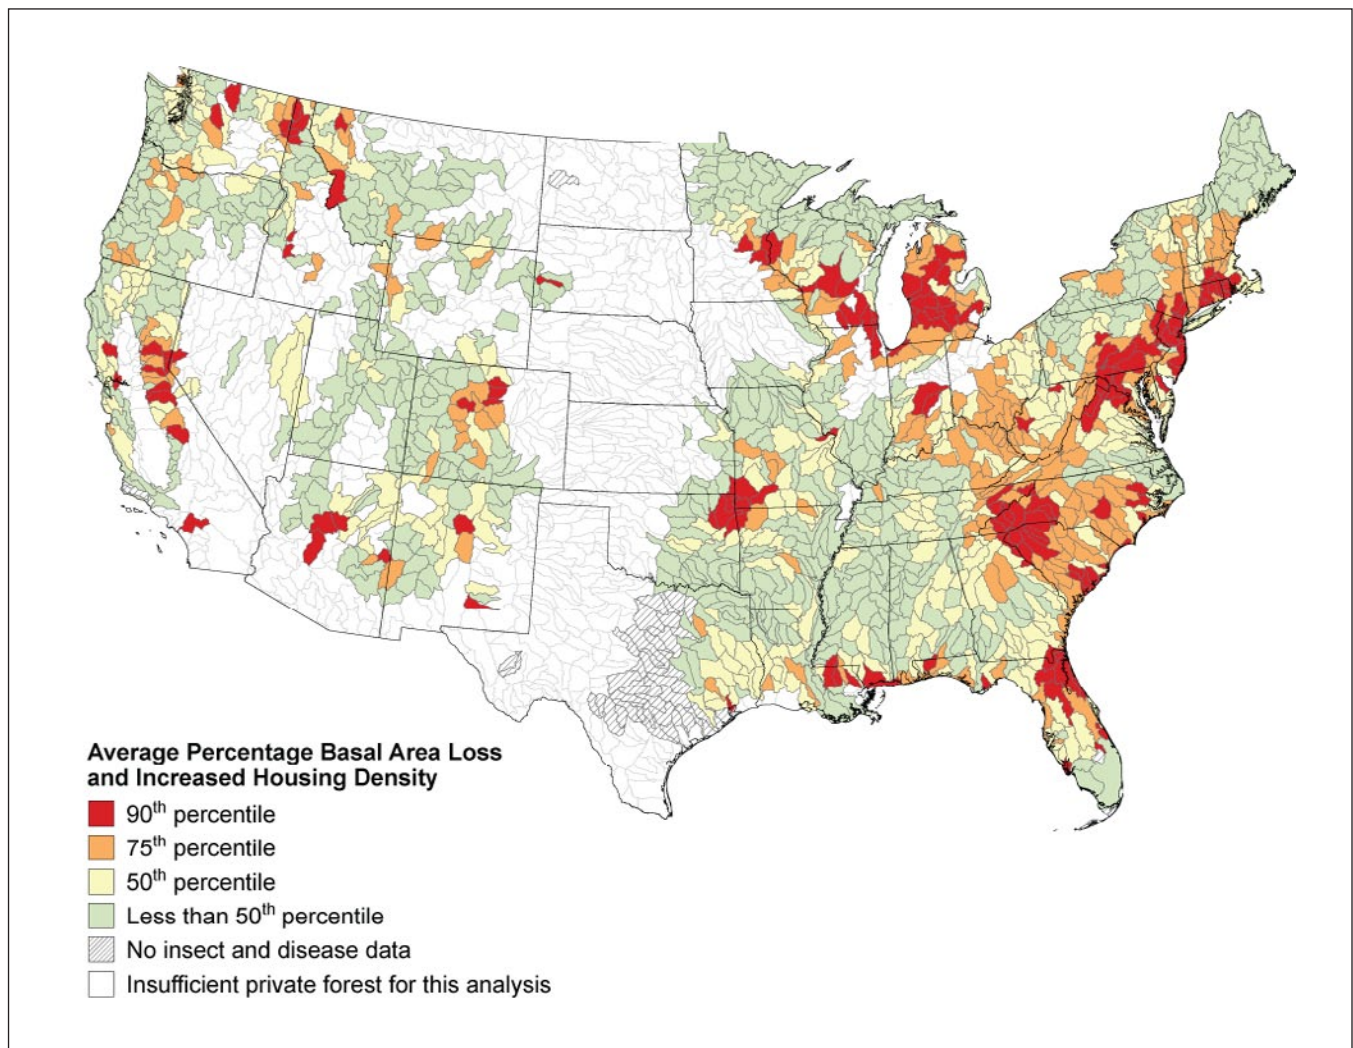 Average Percentage Basal Area Loss
and Increased Housing Density
90th percentile
75th percentile
50th percentile
Less than 50th percentile
No insect and disease data
Insufficient private forest for this analysis